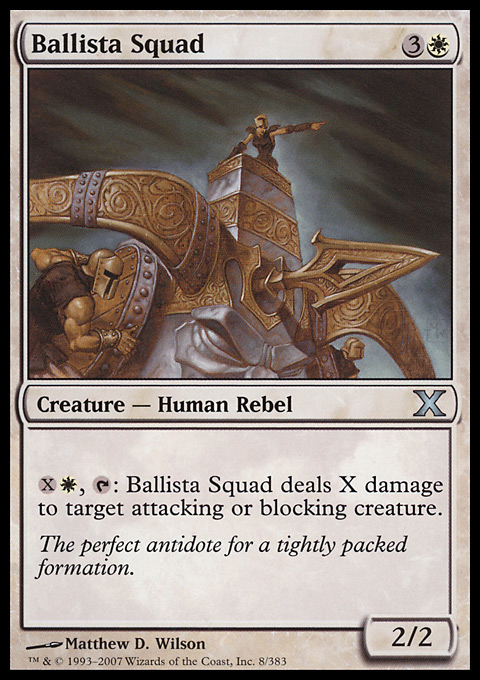 Ballista Squad 3
Creature — Human Rebel X
X , : Ballista Squad deals X damage
to target attacking or blocking creature.
The perfect antidote for a tightly packed
formation.
Matthew D. Wilson
2/2
™ & © 1993–2007 Wizards of the Coast, Inc. 8/383